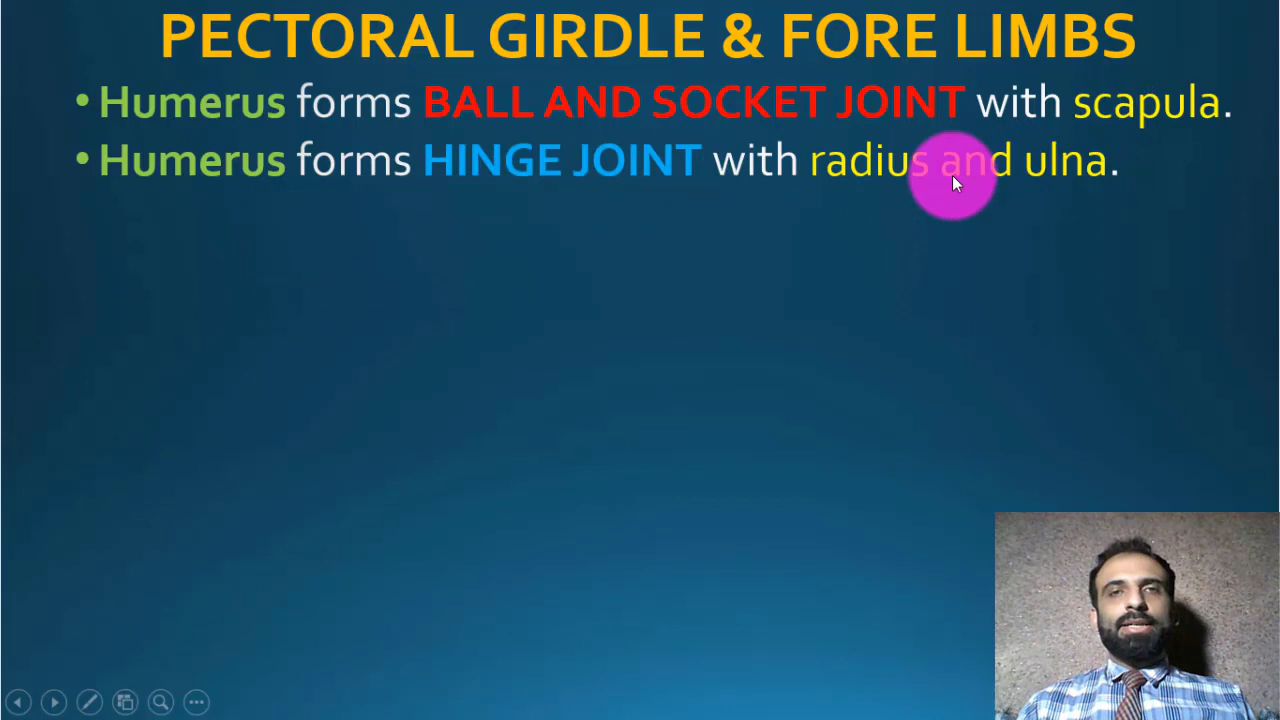 PECTORAL GIRDLE & FORE LIMBS
• Humerus forms BALL AND SOCKET JOINT with scapula.
• Humerus forms HINGE JOINT with radius and ulna.